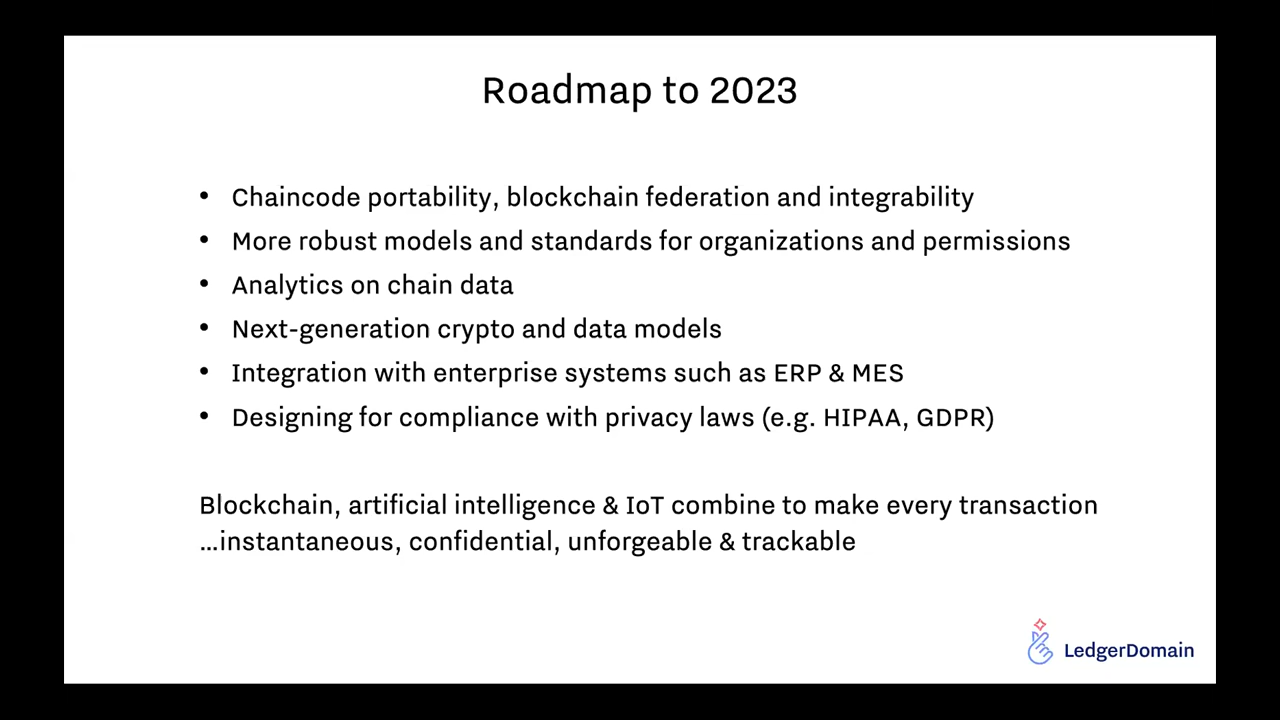 Roadmap to 2023
• Chaincode portability, blockchain federation and integrability
• More robust models and standards for organizations and permissions
• Analytics on chain data
• Next-generation crypto and data models
• Integration with enterprise systems such as ERP & MES
• Designing for compliance with privacy laws (e.g. HIPAA, GDPR)
Blockchain, artificial intelligence & IoT combine to make every transaction
...instantaneous, confidential, unforgeable & trackable
LedgerDomain